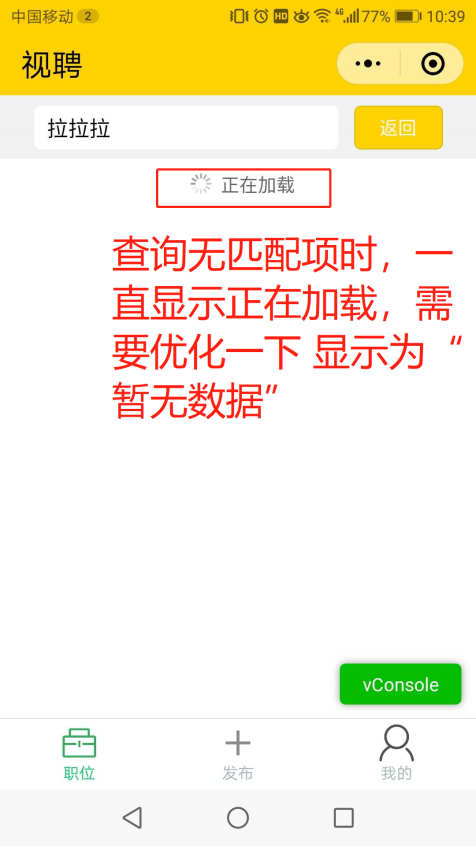 中国移动 2 HD 4G 77% 10:39
视聘
拉拉拉 返回
正在加载
查询无匹配项时，一
直显示正在加载，需
要优化一下 显示为“
暂无数据”
vConsole
职位 发布 我的